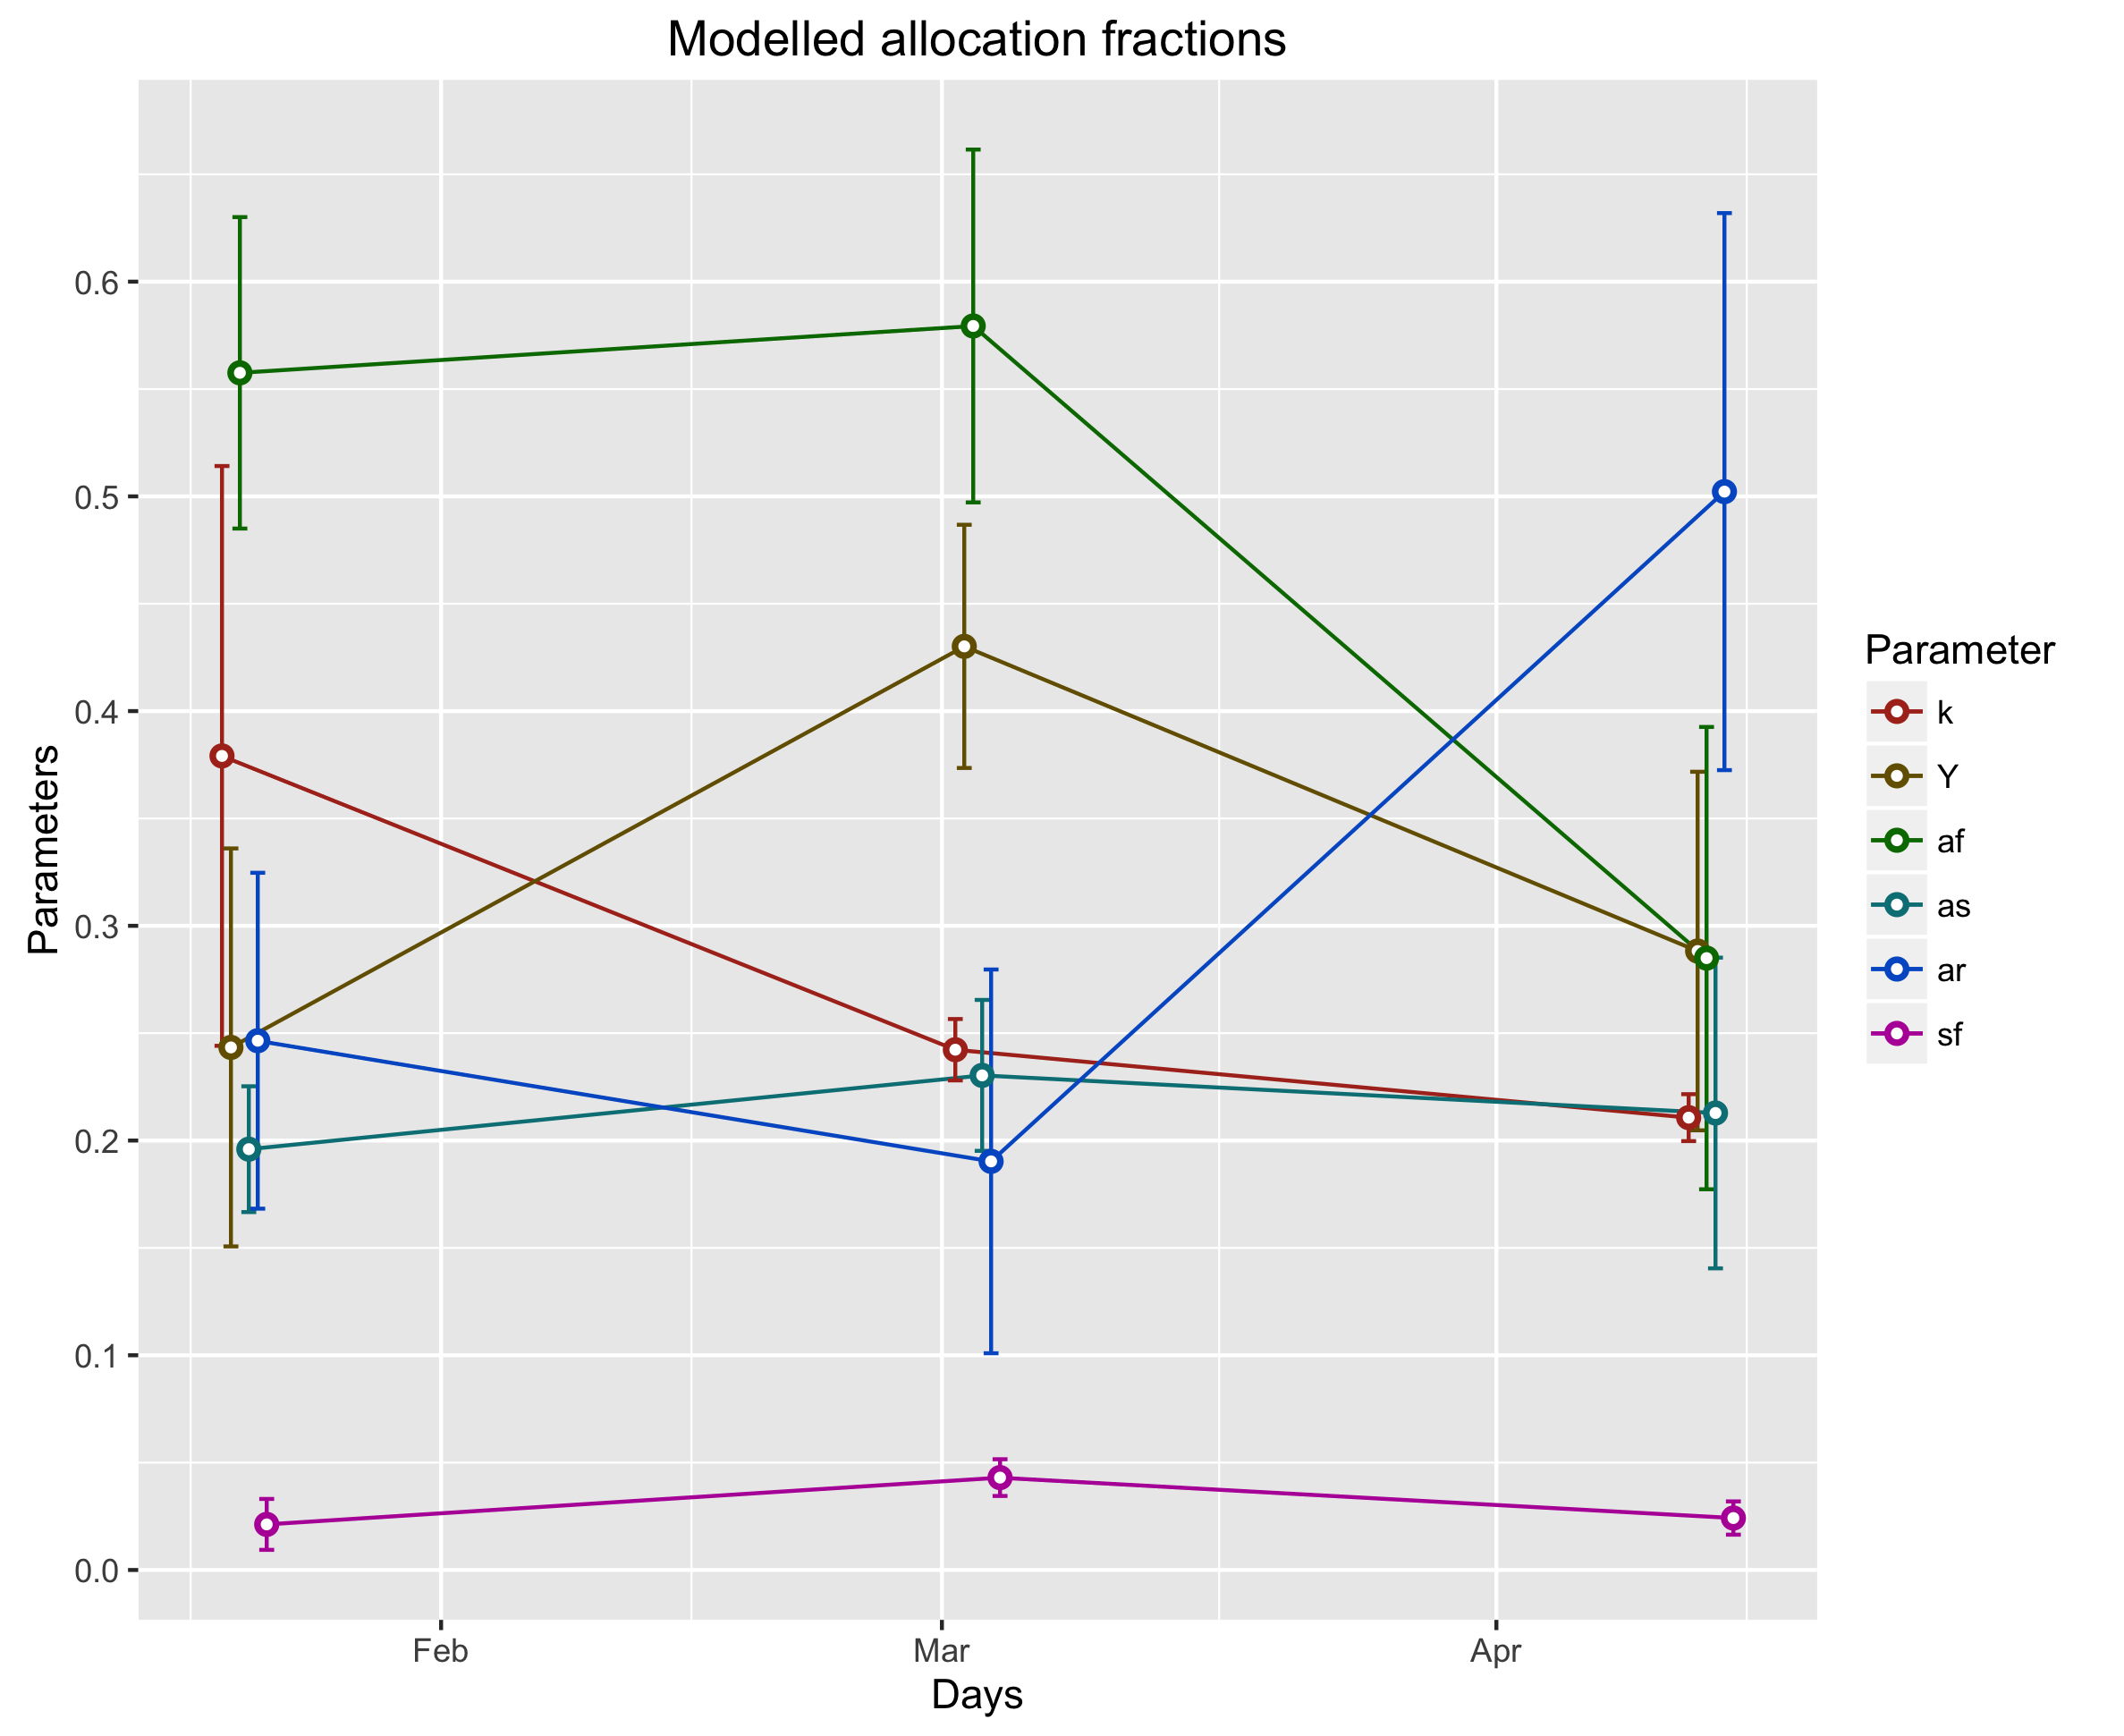 Modelled allocation fractions
Parameters
0.6
0.5
0.4
0.3
0.2
0.1
0.0
Feb
Mar
Apr
Days
Parameter
k
Y
af
as
ar
sf